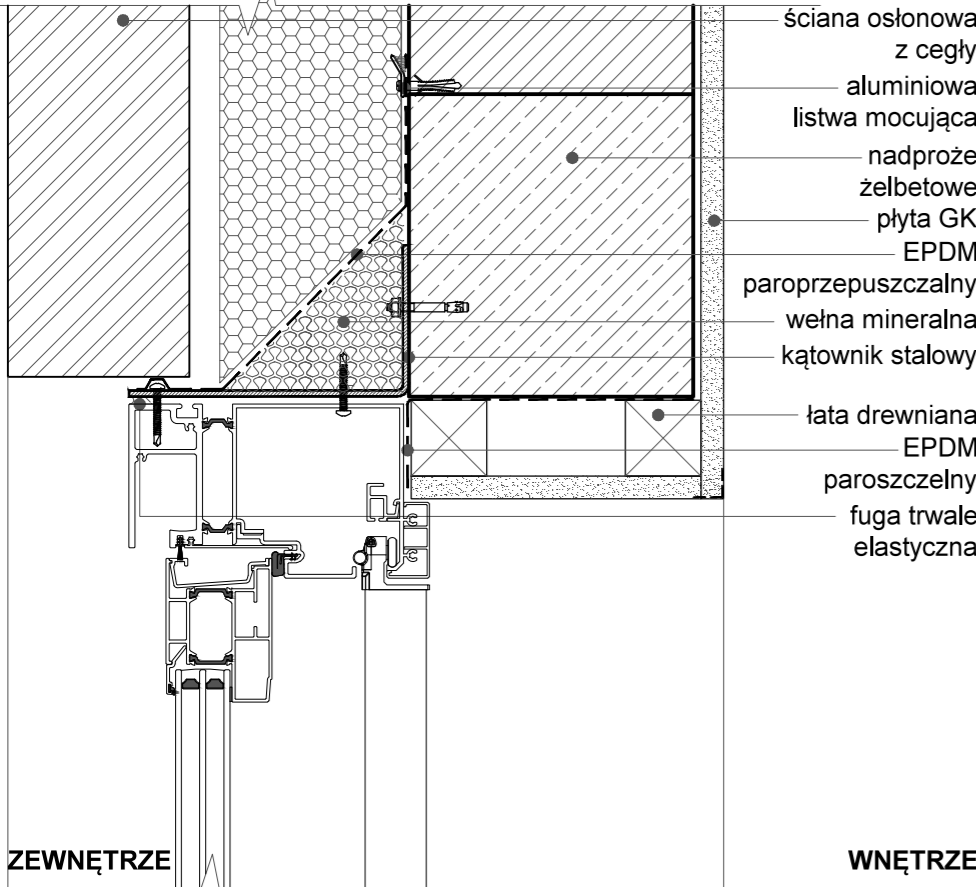 ściana osłonowa
z cegły
aluminiowa
listwa mocująca
nadproże
żelbetowe
płyta GK
EPDM
paroprzepuszczalny
wełna mineralna
kątownik stalowy
łata drewniana
EPDM
paroszczelny
fuga trwale
elastyczna
ZEWNĘTRZE
WNĘTRZE